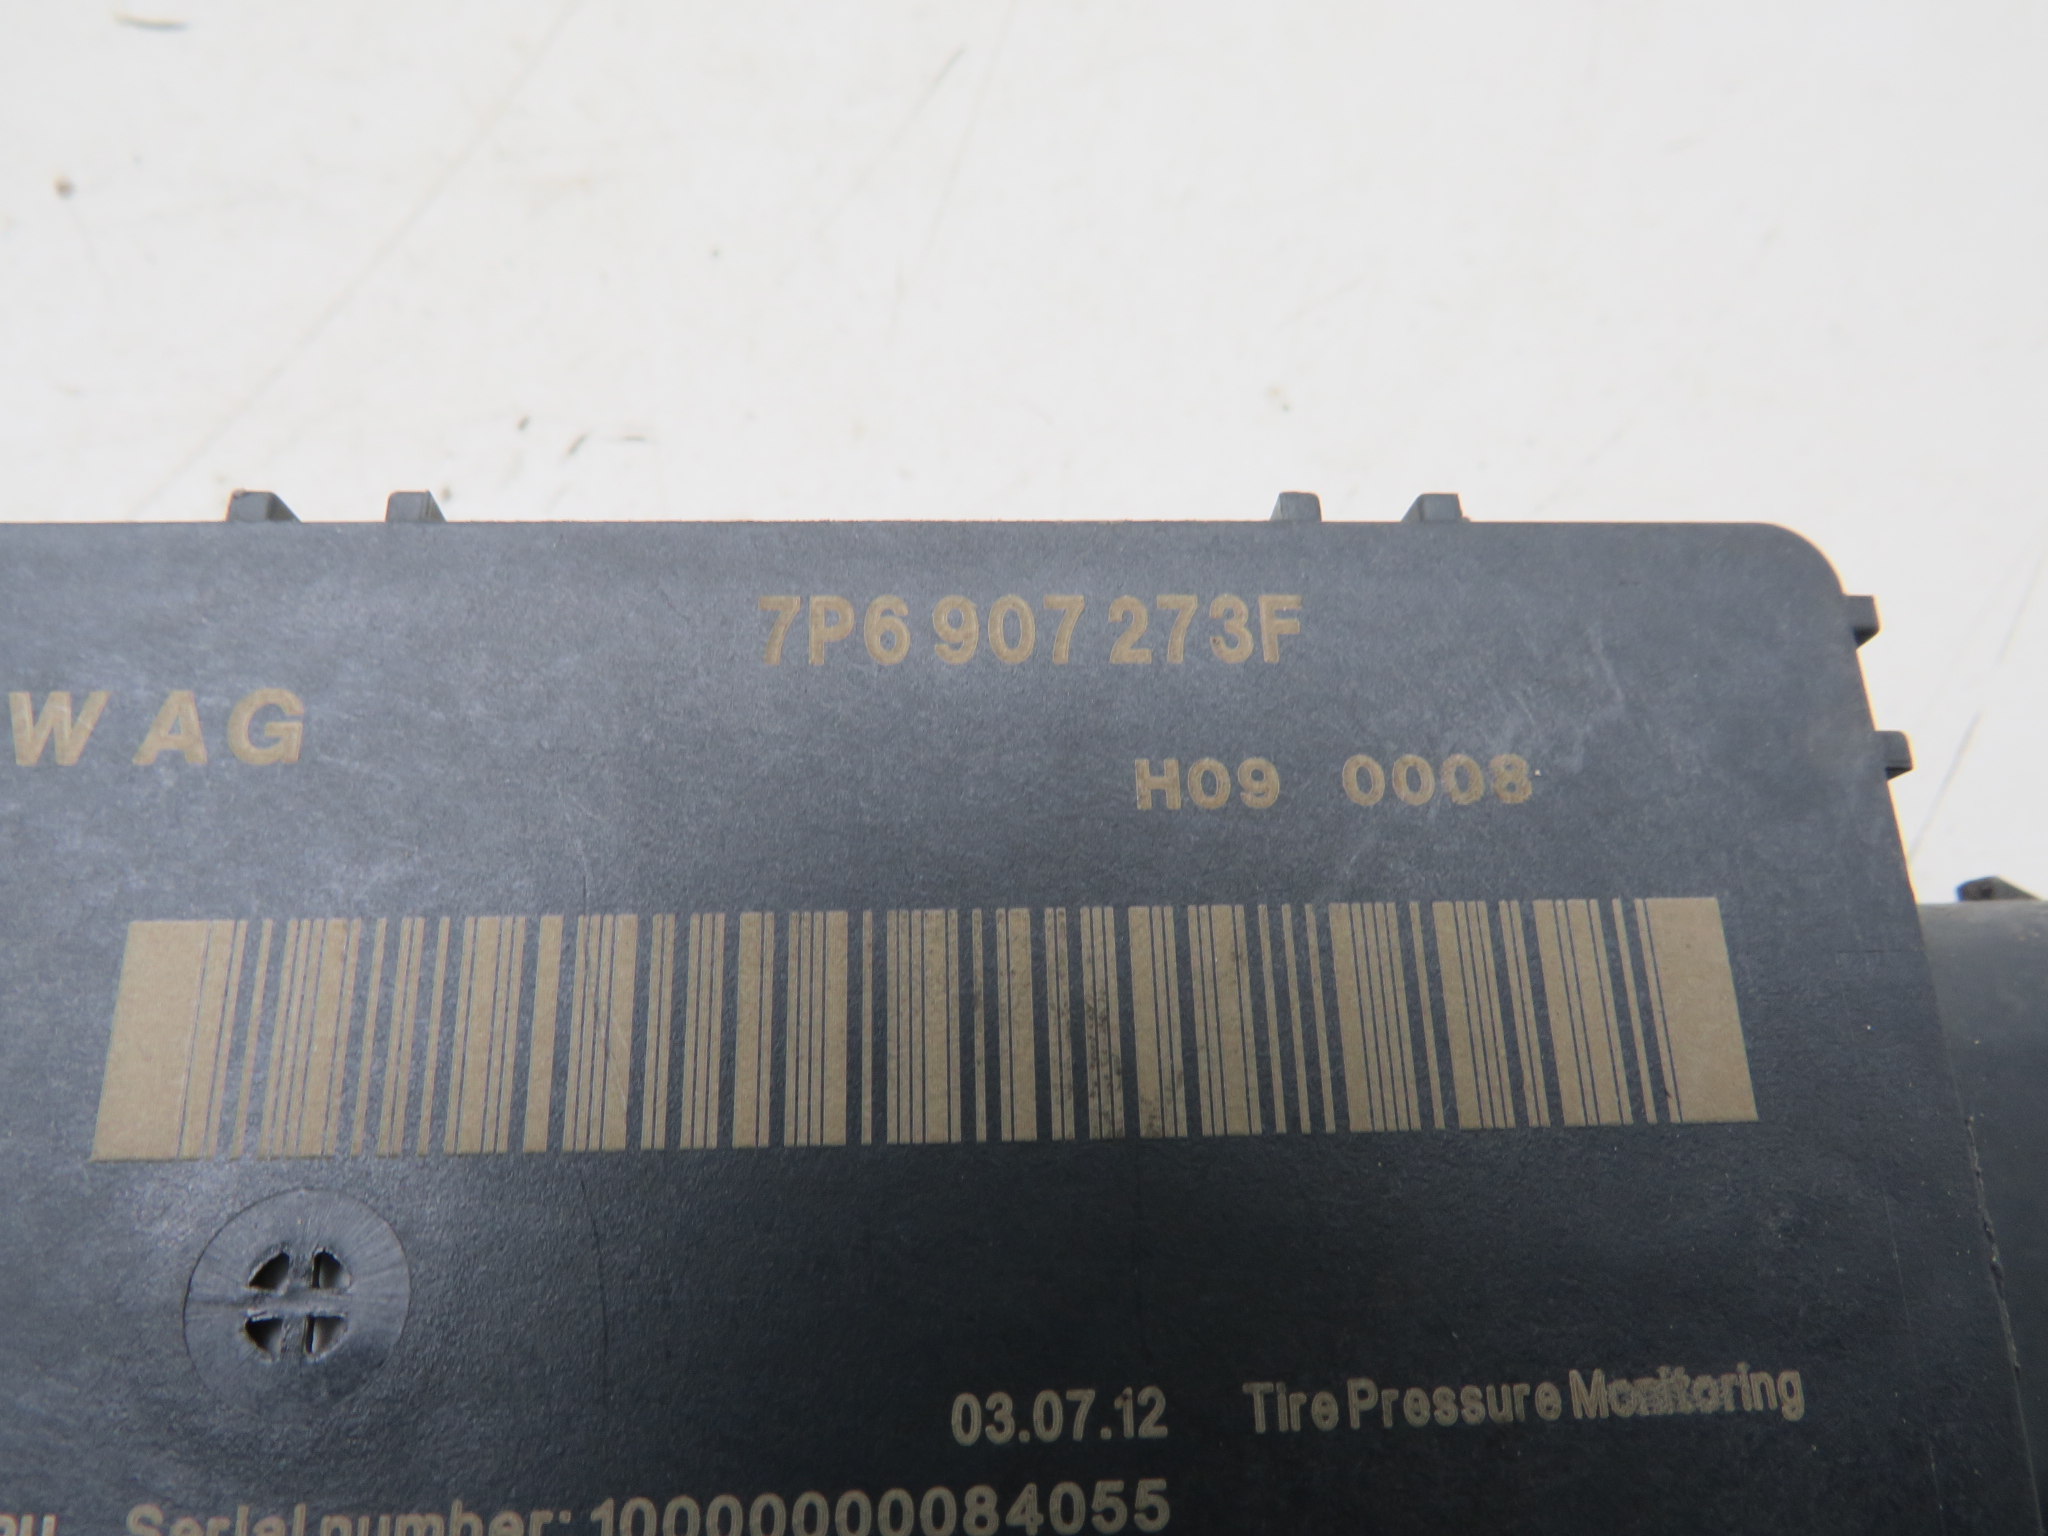 7P6 907 273F
W AG
H09 0008
03.07.12 Tire Pressure Monitoring
Serial number: 10000000084055